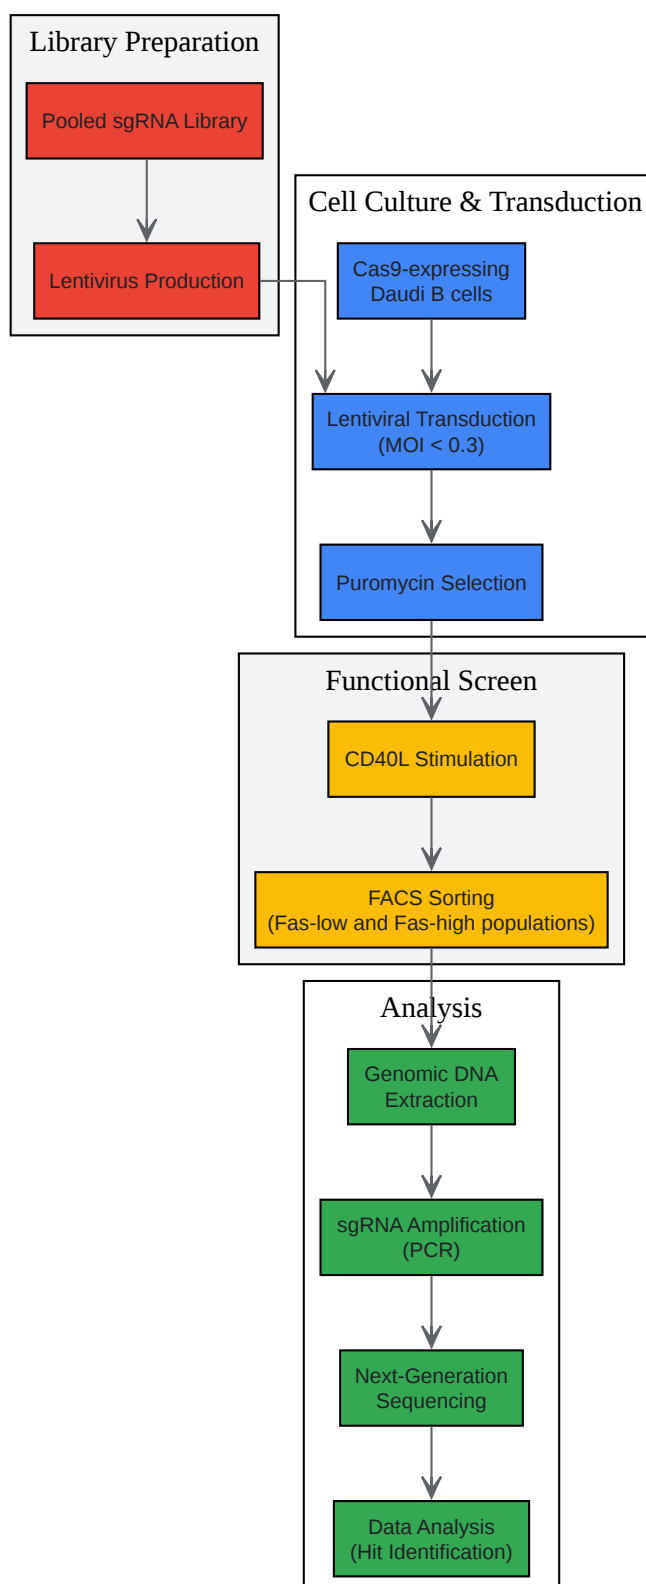 Library Preparation
Pooled sgRNA Library
Lentivirus Production
Cell Culture & Transduction
Cas9-expressing
Daudi B cells
Lentiviral Transduction
(MOI < 0.3)
Puromycin Selection
Functional Screen
CD40L Stimulation
FACS Sorting
(Fas-low and Fas-high populations)
Analysis
Genomic DNA
Extraction
sgRNA Amplification
(PCR)
Next-Generation
Sequencing
Data Analysis
(Hit Identification)